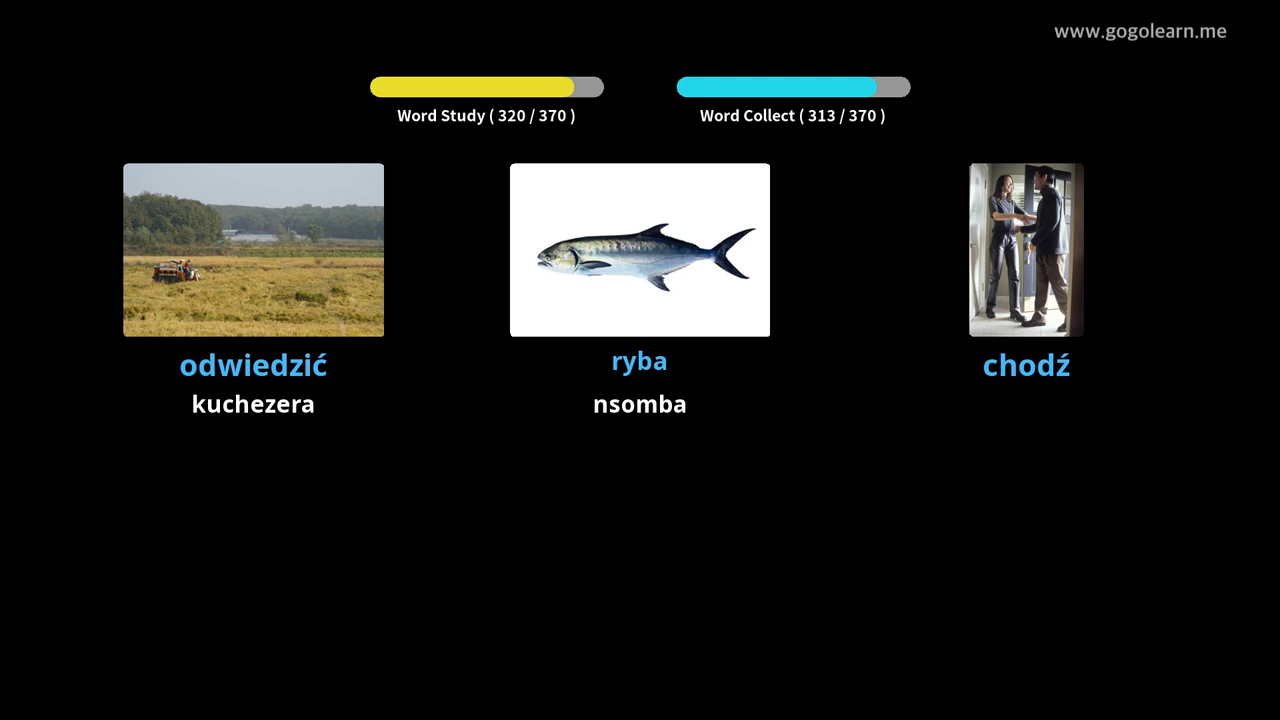 www.gogolearn.me
Word Study ( 320 / 370 )
Word Collect ( 313 / 370 )
odwiedzić
kuchezera
ryba
nsomba
chodź